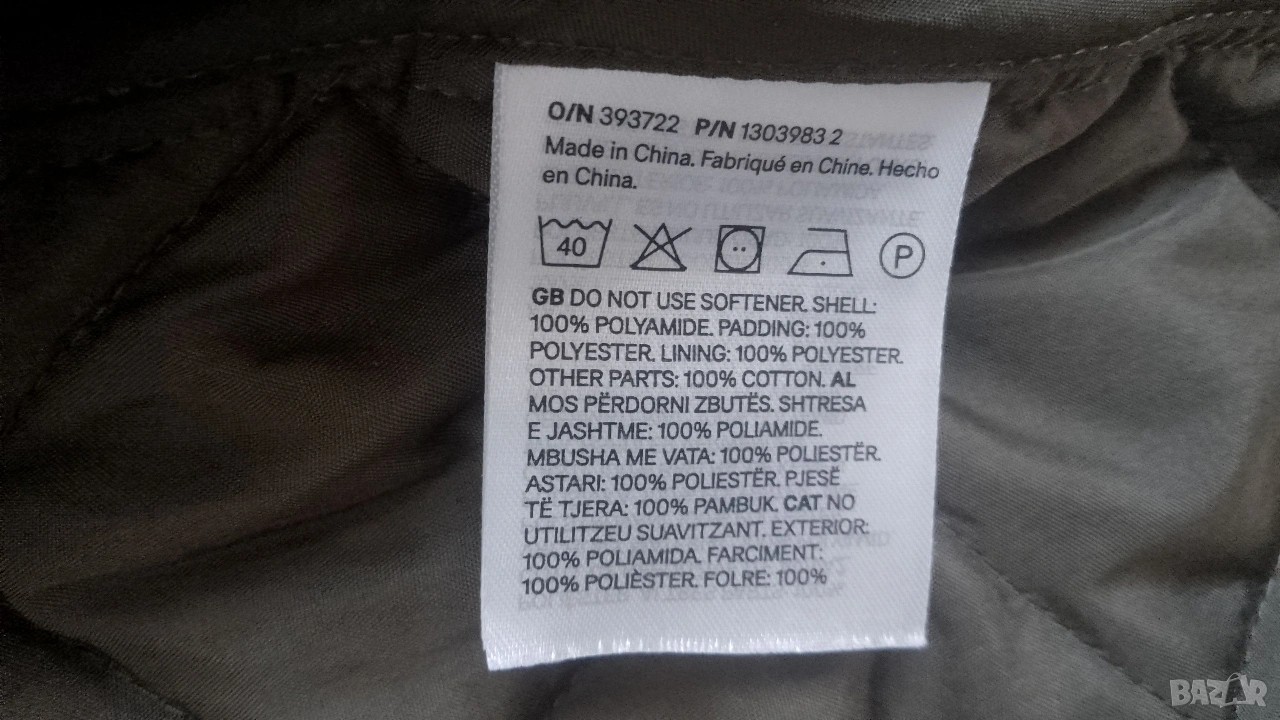 O/N 393722 P/N 1303983 2
Made in China. Fabriqué en Chine. Hecho
en China.
40
P
GB DO NOT USE SOFTENER. SHELL:
100% POLYAMIDE. PADDING: 100%
POLYESTER. LINING: 100% POLYESTER.
OTHER PARTS: 100% COTTON. AL
MOS PËRDORNI ZBUTËS. SHTRESA
E JASHTME: 100% POLIAMIDE.
MBUSHA ME VATA: 100% POLIESTËR.
ASTARI: 100% POLIESTËR. PJESË
TË TJERA: 100% PAMBUK. CAT NO
UTILITZEU SUAVITZANT. EXTERIOR:
100% POLIAMIDA. FARCIMENT:
100% POLIÈSTER. FOLRE: 100%
BAZAR